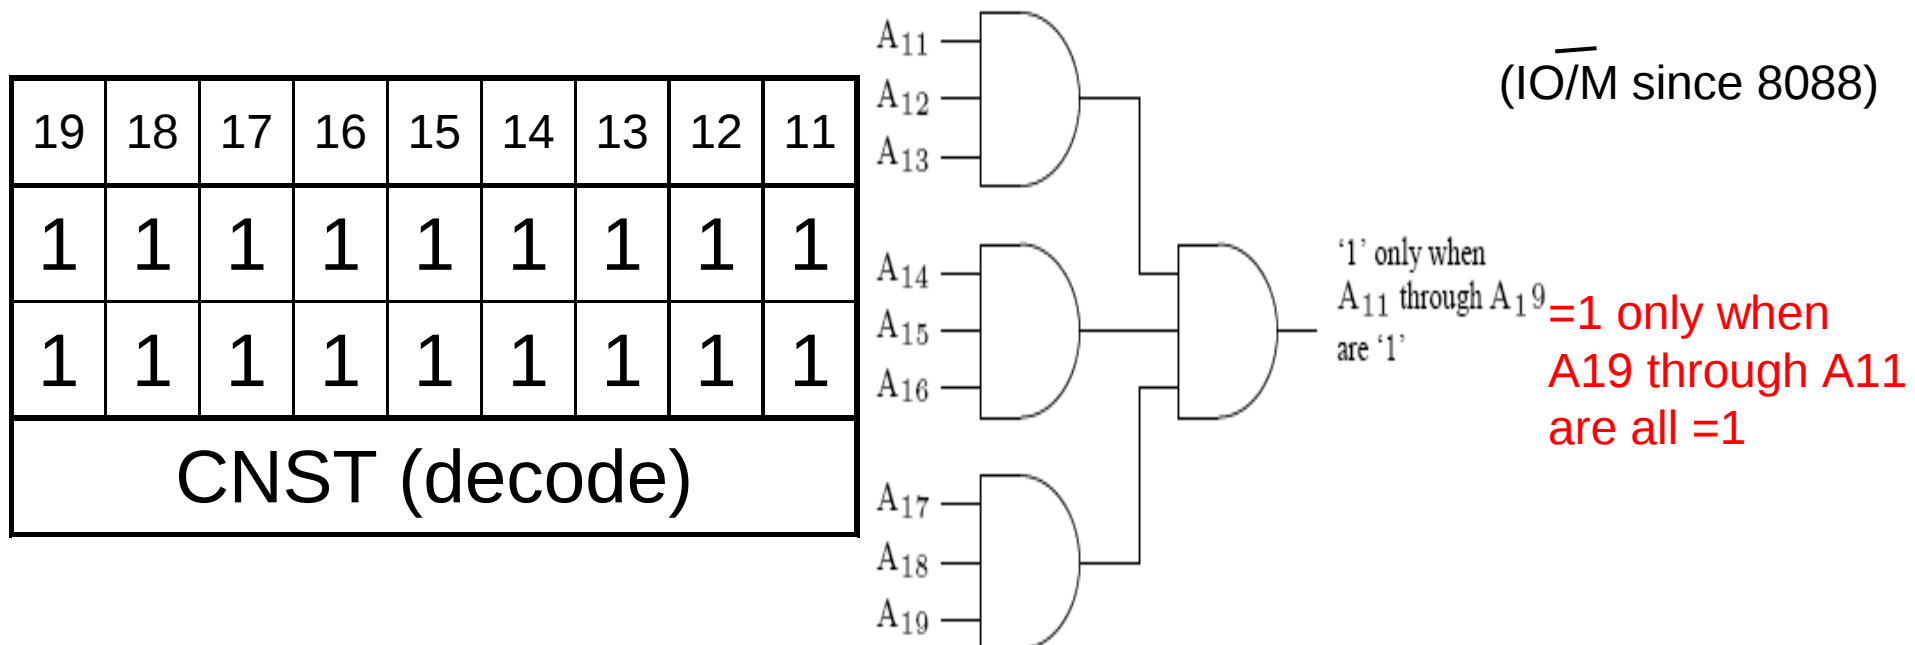 19 18 17 16 15 14 13 12 11
1 1 1 1 1 1 1 1 1
1 1 1 1 1 1 1 1 1
CNST (decode)
A11
A12
A13
A14
A15
A16
A17
A18
A19
(IO/M̅ since 8088)
‘1’ only when
A11 through A19
are ‘1’
=1 only when
A19 through A11
are all =1